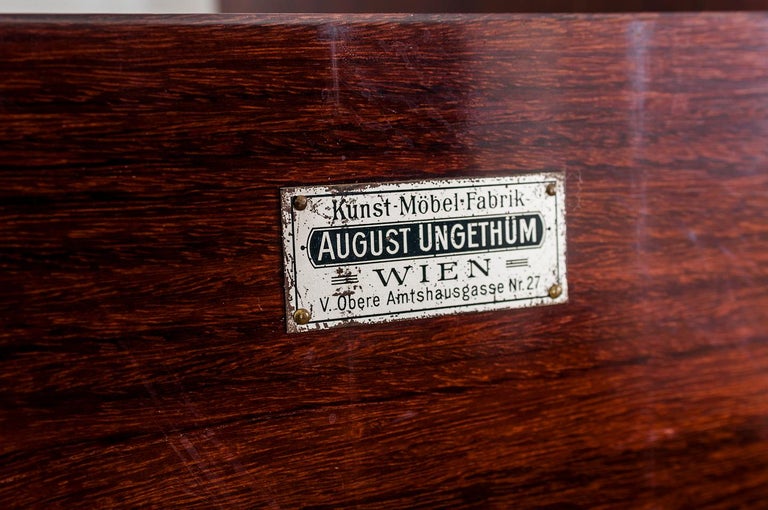 Kunst-Möbel-Fabrik
AUGUST UNGETHÜM
WIEN
V. Obere Amtshausgasse Nr. 27